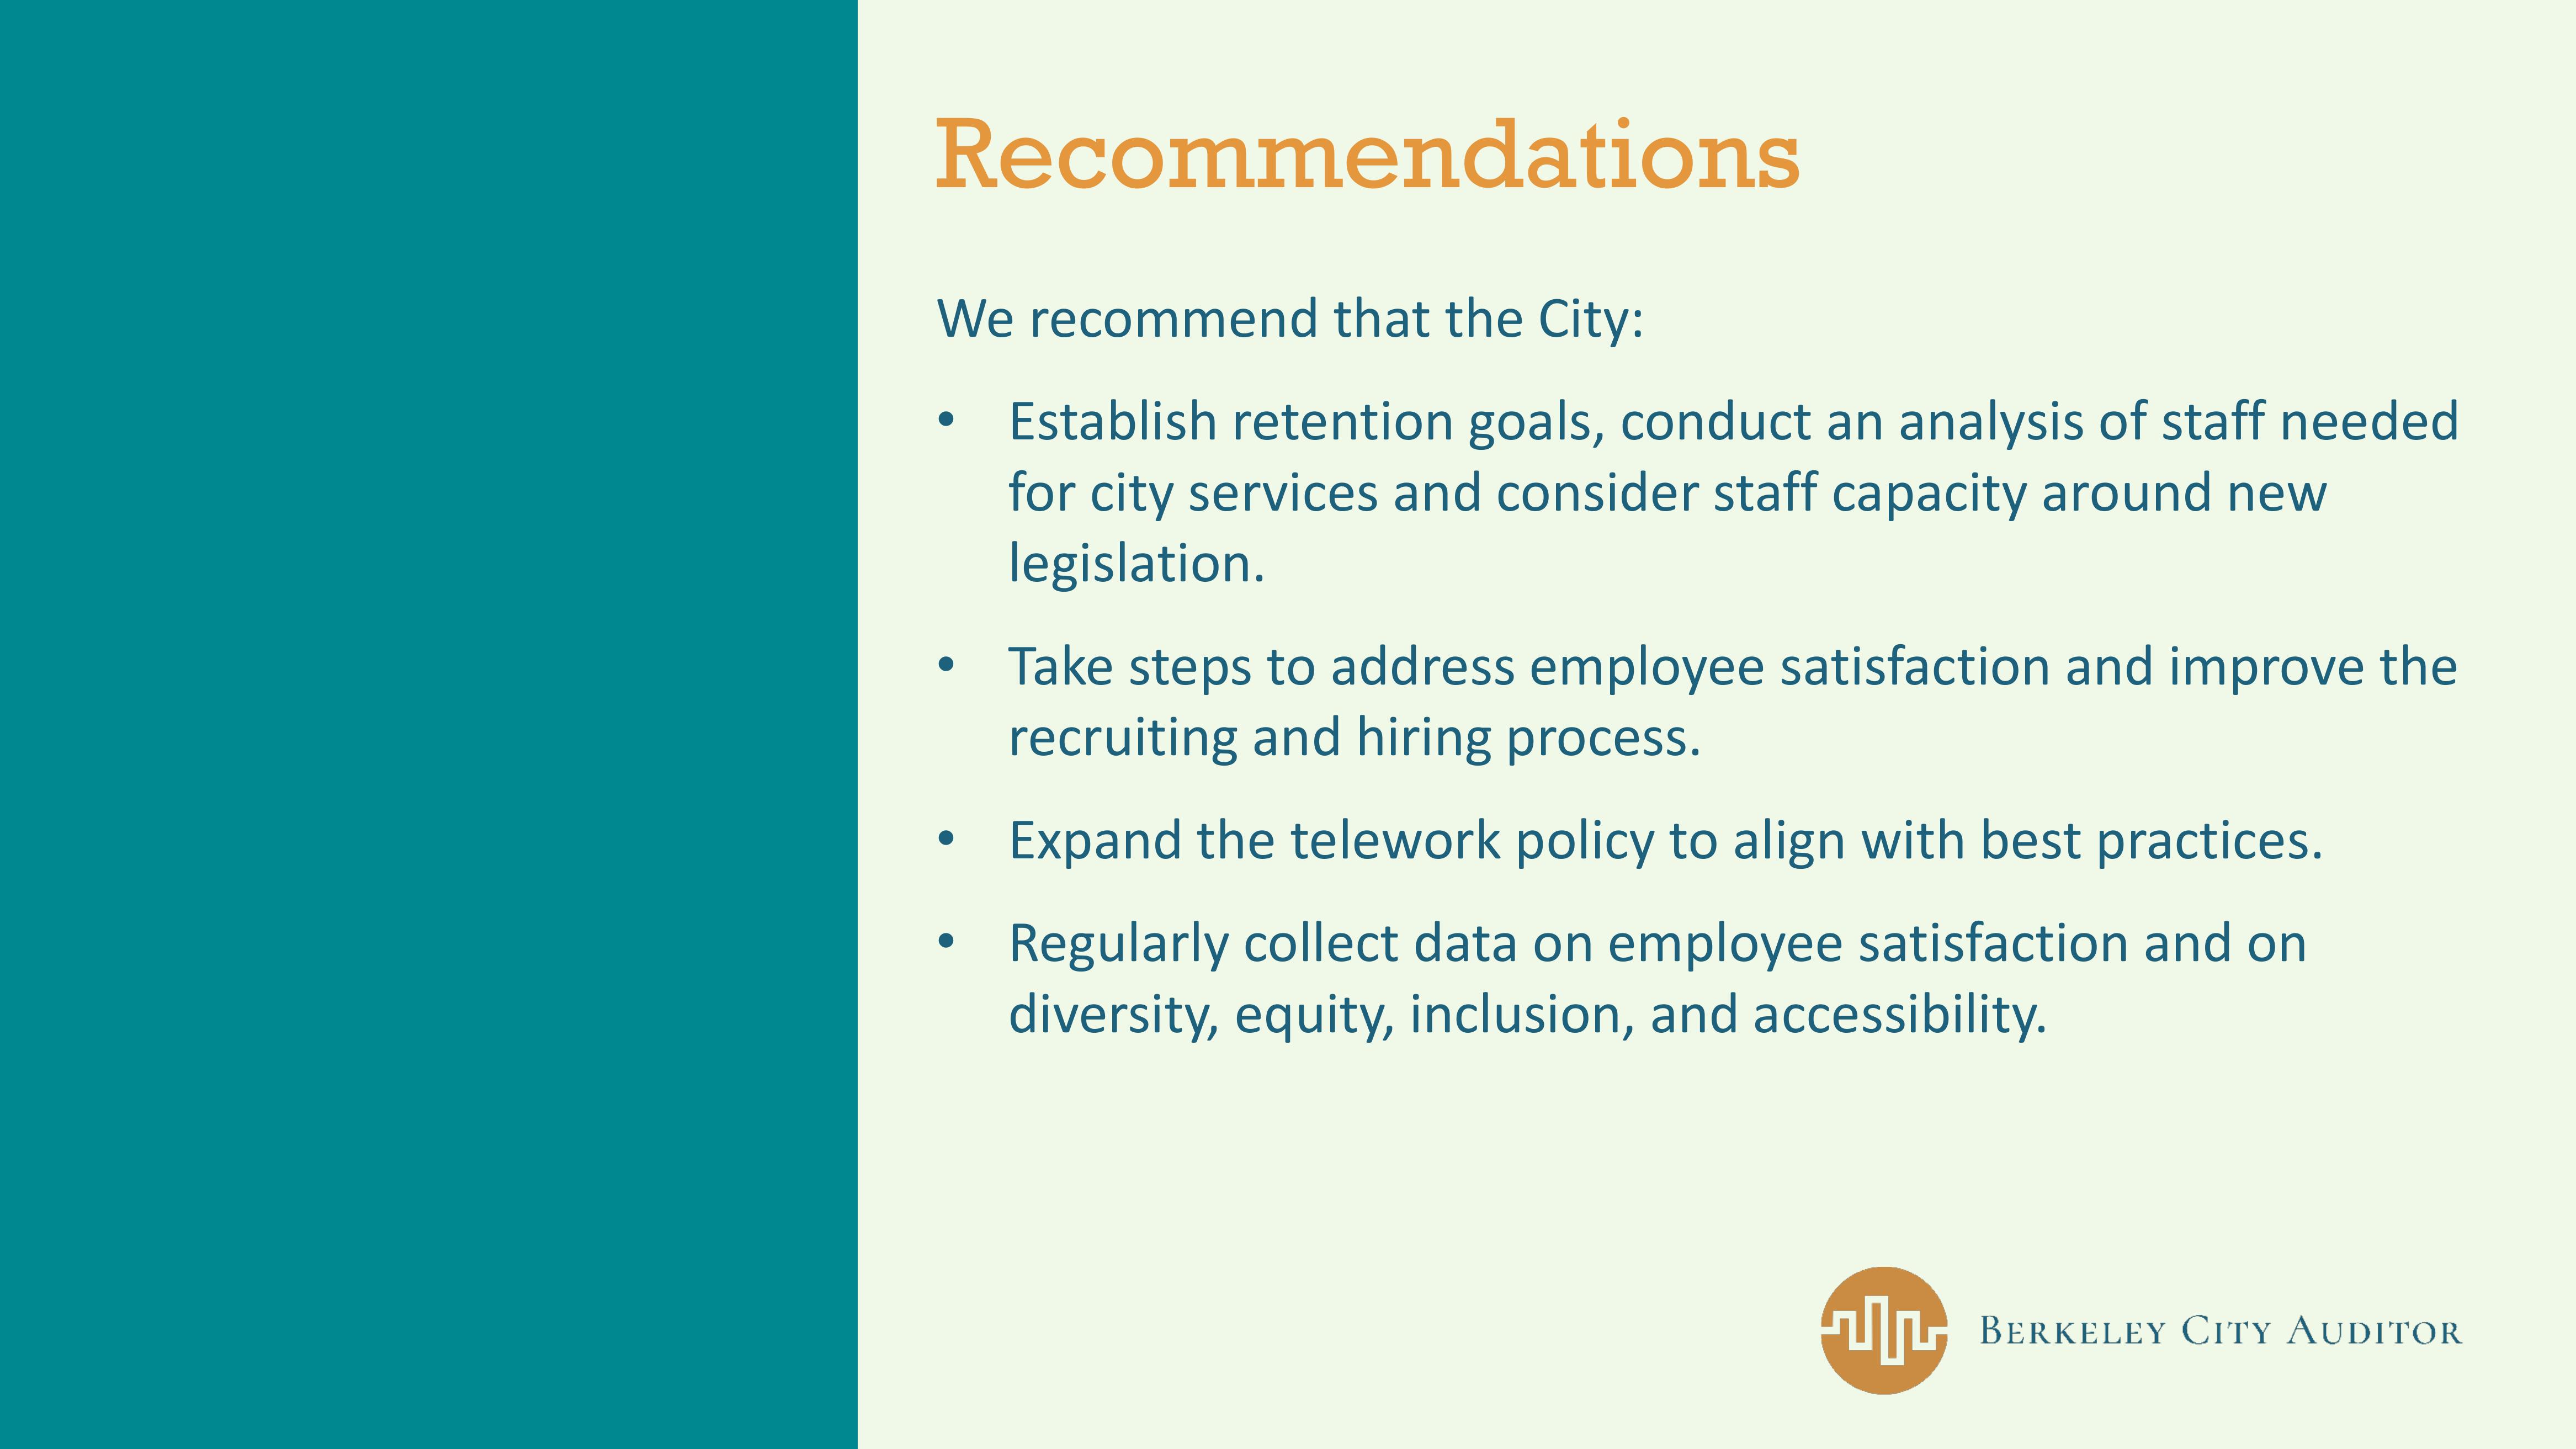 Recommendations
We recommend that the City:
• Establish retention goals, conduct an analysis of staff needed
for city services and consider staff capacity around new
legislation.
• Take steps to address employee satisfaction and improve the
recruiting and hiring process.
• Expand the telework policy to align with best practices.
• Regularly collect data on employee satisfaction and on
diversity, equity, inclusion, and accessibility.
BERKELEY CITY AUDITOR